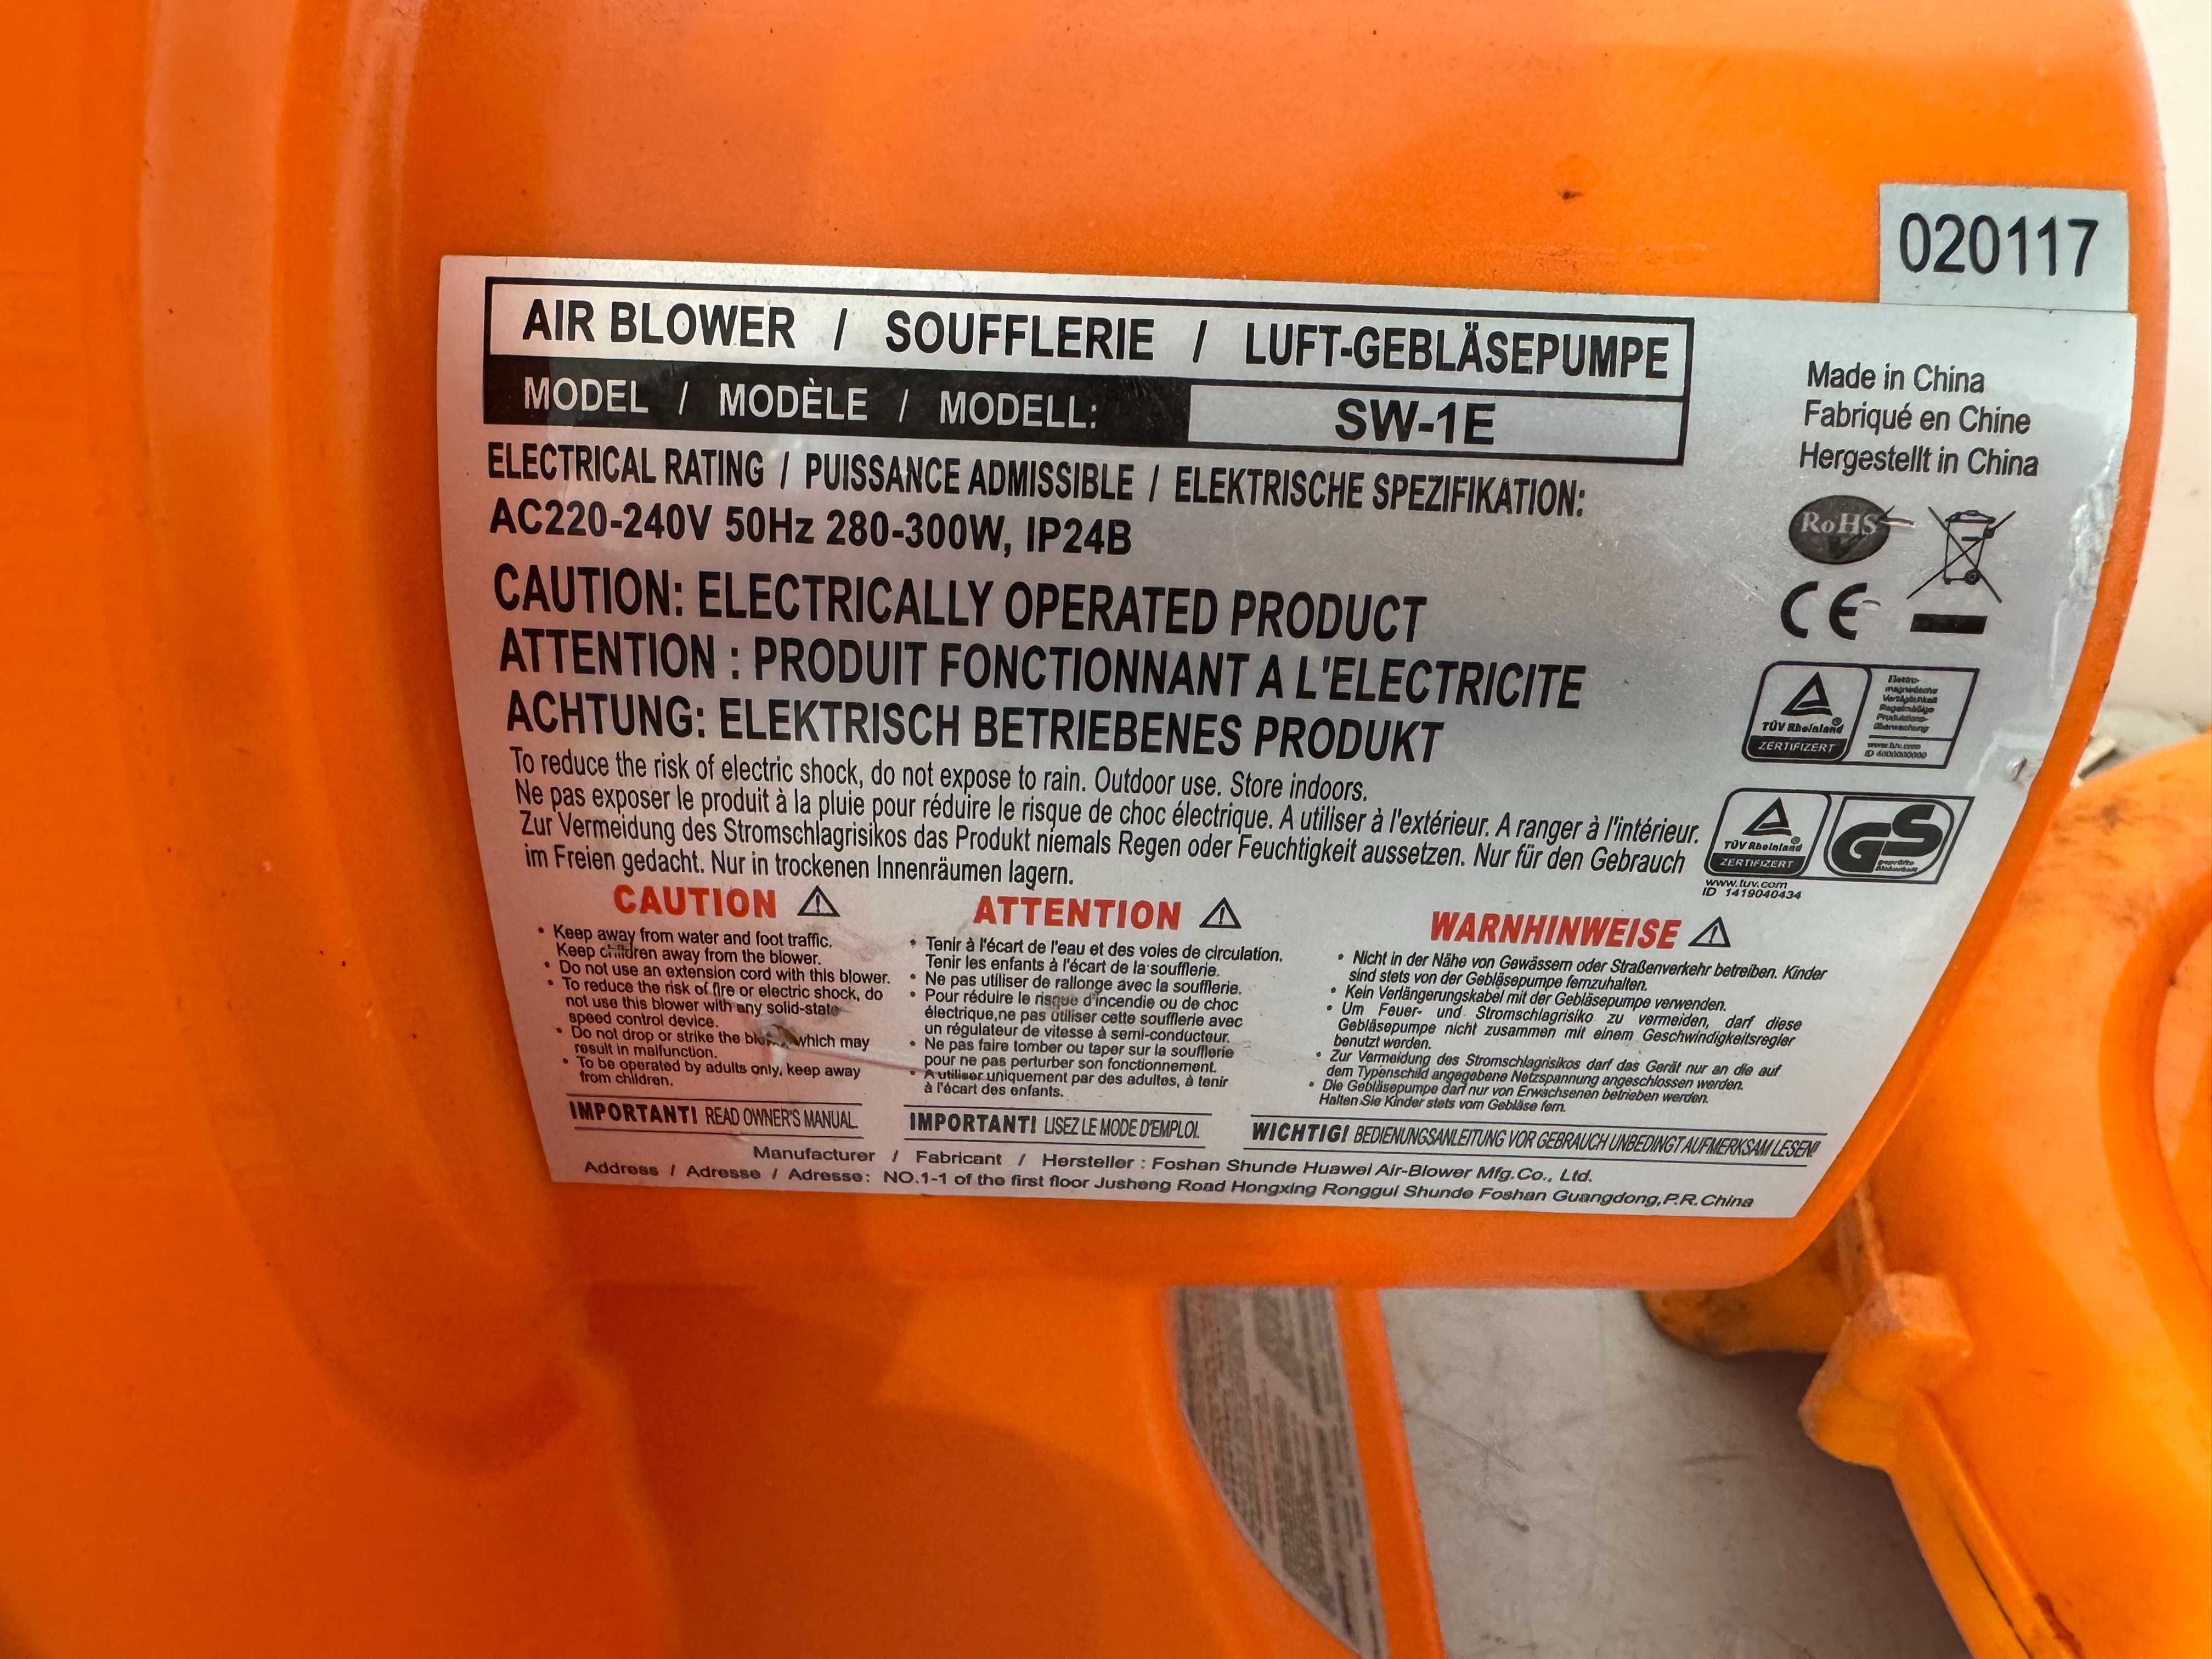 020117
AIR BLOWER / SOUFFLERIE / LUFT-GEBLÄSEPUMPE
MODEL / MODÈLE / MODELL: SW-1E
ELECTRICAL RATING / PUISSANCE ADMISSIBLE / ELEKTRISCHE SPEZIFIKATION:
AC220-240V 50Hz 280-300W, IP24B
CAUTION: ELECTRICALLY OPERATED PRODUCT
ATTENTION : PRODUIT FONCTIONNANT A L'ELECTRICITE
ACHTUNG: ELEKTRISCH BETRIEBENES PRODUKT
To reduce the risk of electric shock, do not expose to rain. Outdoor use. Store indoors.
Ne pas exposer le produit à la pluie pour réduire le risque de choc électrique. A utiliser à l'extérieur. A ranger à l'intérieur.
Zur Vermeidung des Stromschlagrisikos das Produkt niemals Regen oder Feuchtigkeit aussetzen. Nur für den Gebrauch
im Freien gedacht. Nur in trockenen Innenräumen lagern.
Made in China
Fabriqué en Chine
Hergestellt in China
RoHS
CE
TÜV Rheinland
ZERTIFIZERT
Elektro-
magnetische
Verträglichkeit
Regelmäßige
Produktions-
überwachung
www.tuv.com
ID 6000000000
TÜV Rheinland
ZERTIFIZERT
GS
geprüfte
Sicherheit
www.tuv.com
ID 1419040434
CAUTION
• Keep away from water and foot traffic.
Keep children away from the blower.
• Do not use an extension cord with this blower.
• To reduce the risk of fire or electric shock, do
not use this blower with any solid-state
speed control device.
• Do not drop or strike the which may
result in malfunction.
• To be operated by adults only, keep away
from children.
IMPORTANT! READ OWNER'S MANUAL.
ATTENTION
• Tenir à l'écart de l'eau et des voies de circulation.
Tenir les enfants à l'écart de la soufflerie.
• Ne pas utiliser de rallonge avec la soufflerie.
• Pour réduire le risque d'incendie ou de choc
électrique,ne pas utiliser cette soufflerie avec
un régulateur de vitesse à semi-conducteur.
• Ne pas faire tomber ou taper sur la soufflerie
pour ne pas perturber son fonctionnement.
• A utiliser uniquement par des adultes, à tenir
à l'écart des enfants.
IMPORTANT! LISEZ LE MODE D'EMPLOI.
WARNHINWEISE
• Nicht in der Nähe von Gewässern oder Straßenverkehr betreiben. Kinder
sind stets von der Gebläsepumpe fernzuhalten.
• Kein Verlängerungskabel mit der Gebläsepumpe verwenden.
• Um Feuer- und Stromschlagrisiko zu vermeiden, darf diese
Gebläsepumpe nicht zusammen mit einem Geschwindigkeitsregler
benutzt werden.
• Zur Vermeidung des Stromschlagrisikos darf das Gerät nur an die auf
dem Typenschild angegebene Netzspannung angeschlossen werden.
• Die Gebläsepumpe darf nur von Erwachsenen betrieben werden.
Halten Sie Kinder stets vom Gebläse fern.
WICHTIG! BEDIENUNGSANLEITUNG VOR GEBRAUCH UNBEDINGT AUFMERKSAM LESEN!
Manufacturer / Fabricant / Hersteller : Foshan Shunde Huawei Air-Blower Mfg.Co., Ltd.
Address / Adresse / Adresse: NO.1-1 of the first floor Jusheng Road Hongxing Ronggui Shunde Foshan Guangdong,P.R.China